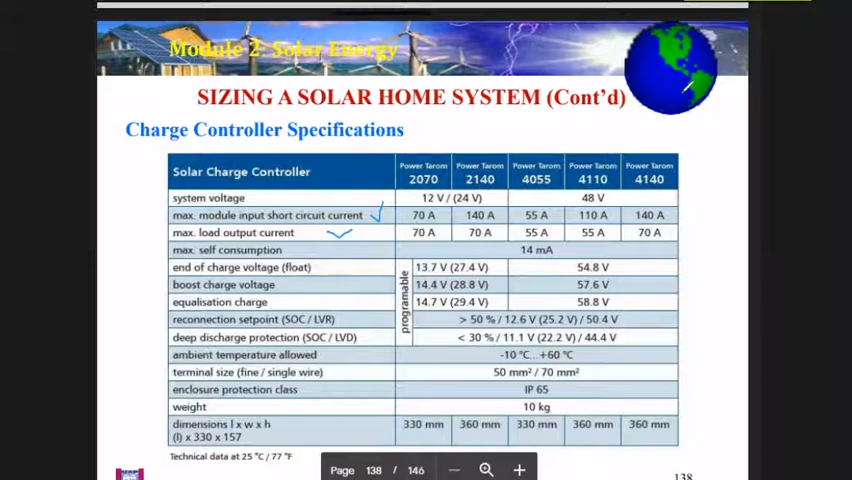 Module 2: Solar Energy
SIZING A SOLAR HOME SYSTEM (Cont'd)
Charge Controller Specifications
Solar Charge Controller Power Tarom 2070 Power Tarom 2140 Power Tarom 4055 Power Tarom 4110 Power Tarom 4140
system voltage 12 V / (24 V) 48 V
max. module input short circuit current 70 A 140 A 55 A 110 A 140 A
max. load output current 70 A 70 A 55 A 55 A 70 A
max. self consumption 14 mA
programable
end of charge voltage (float) 13.7 V (27.4 V) 54.8 V
boost charge voltage 14.4 V (28.8 V) 57.6 V
equalisation charge 14.7 V (29.4 V) 58.8 V
reconnection setpoint (SOC / LVR) > 50 % / 12.6 V (25.2 V) / 50.4 V
deep discharge protection (SOC / LVD) < 30 % / 11.1 V (22.2 V) / 44.4 V
ambient temperature allowed -10 °C...+60 °C
terminal size (fine / single wire) 50 mm² / 70 mm²
enclosure protection class IP 65
weight 10 kg
dimensions l x w x h 330 mm 360 mm 330 mm 360 mm 360 mm
(l) x 330 x 157
Technical data at 25 °C / 77 °F
Page 138 / 146
138